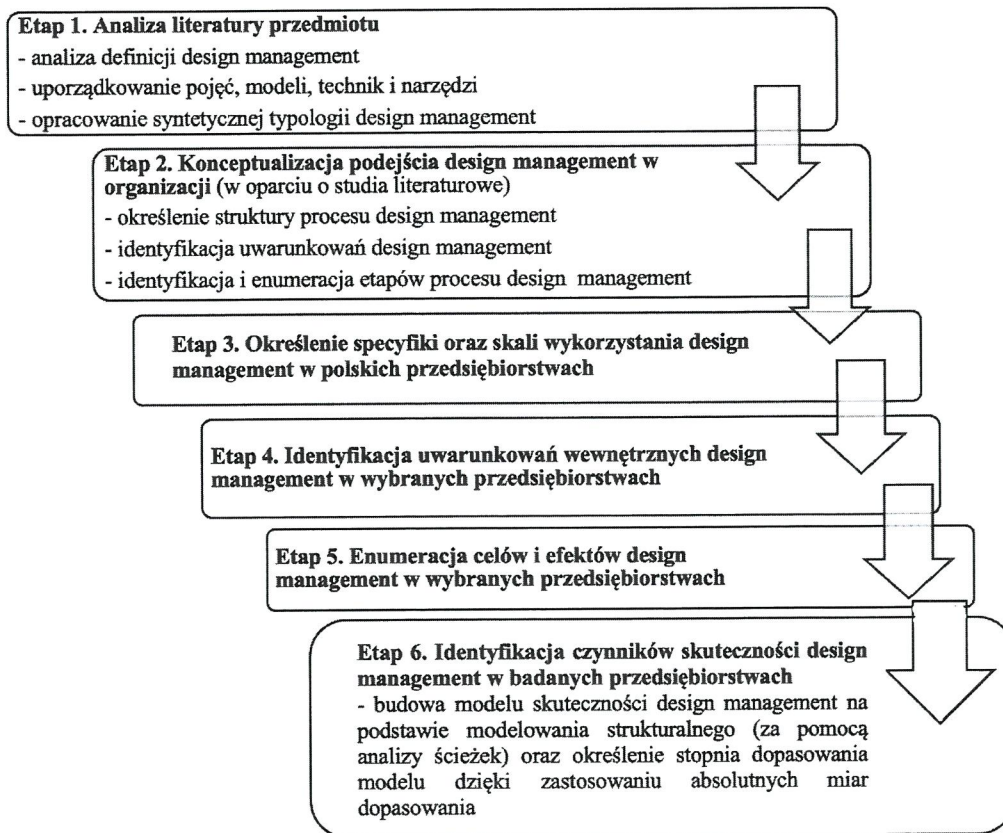 Etap 1. Analiza literatury przedmiotu
- analiza definicji design management
- uporządkowanie pojęć, modeli, technik i narzędzi
- opracowanie syntetycznej typologii design management
Etap 2. Konceptualizacja podejścia design management w
organizacji (w oparciu o studia literaturowe)
- określenie struktury procesu design management
- identyfikacja uwarunkowań design management
- identyfikacja i enumeracja etapów procesu design management
Etap 3. Określenie specyfiki oraz skali wykorzystania design
management w polskich przedsiębiorstwach
Etap 4. Identyfikacja uwarunkowań wewnętrznych design
management w wybranych przedsiębiorstwach
Etap 5. Enumeracja celów i efektów design
management w wybranych przedsiębiorstwach
Etap 6. Identyfikacja czynników skuteczności design
management w badanych przedsiębiorstwach
- budowa modelu skuteczności design management na
podstawie modelowania strukturalnego (za pomocą
analizy ścieżek) oraz określenie stopnia dopasowania
modelu dzięki zastosowaniu absolutnych miar
dopasowania